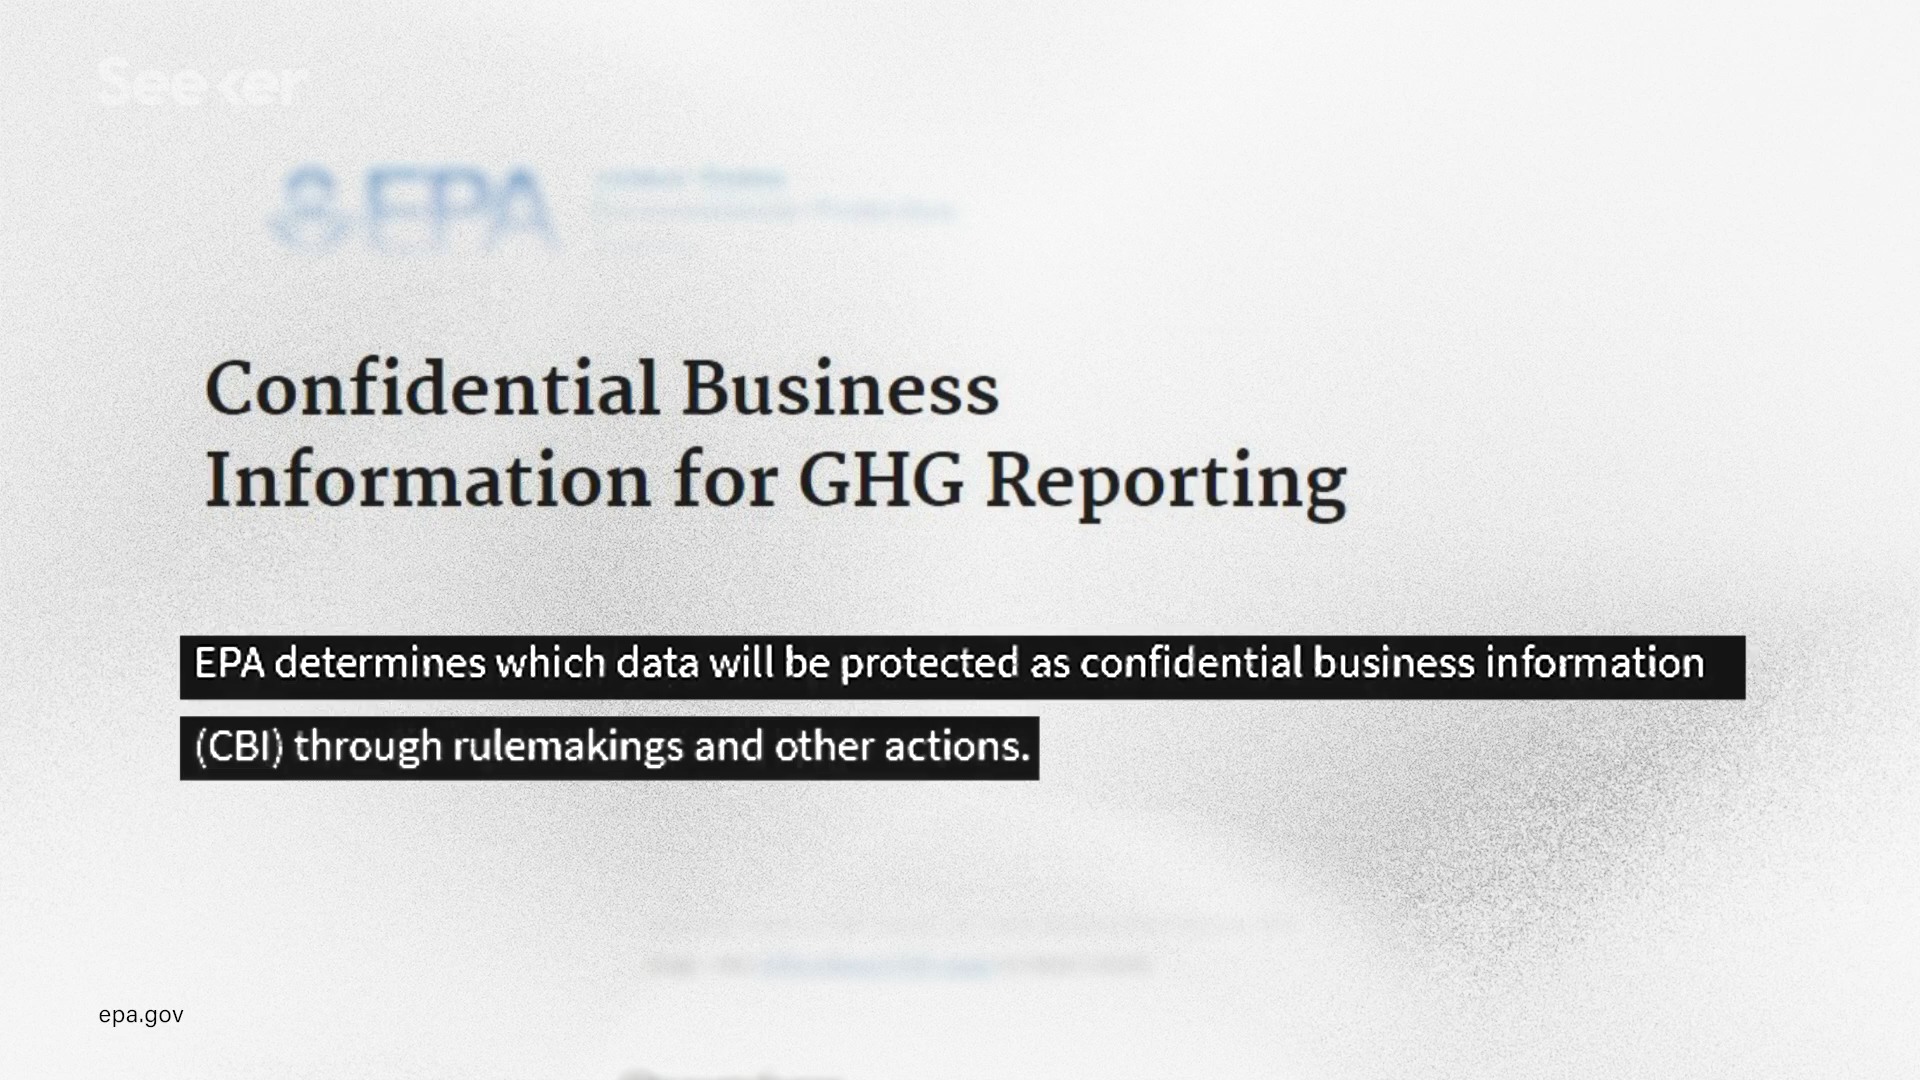 Seeker
EPA
Confidential Business
Information for GHG Reporting
EPA determines which data will be protected as confidential business information
(CBI) through rulemakings and other actions.
epa.gov